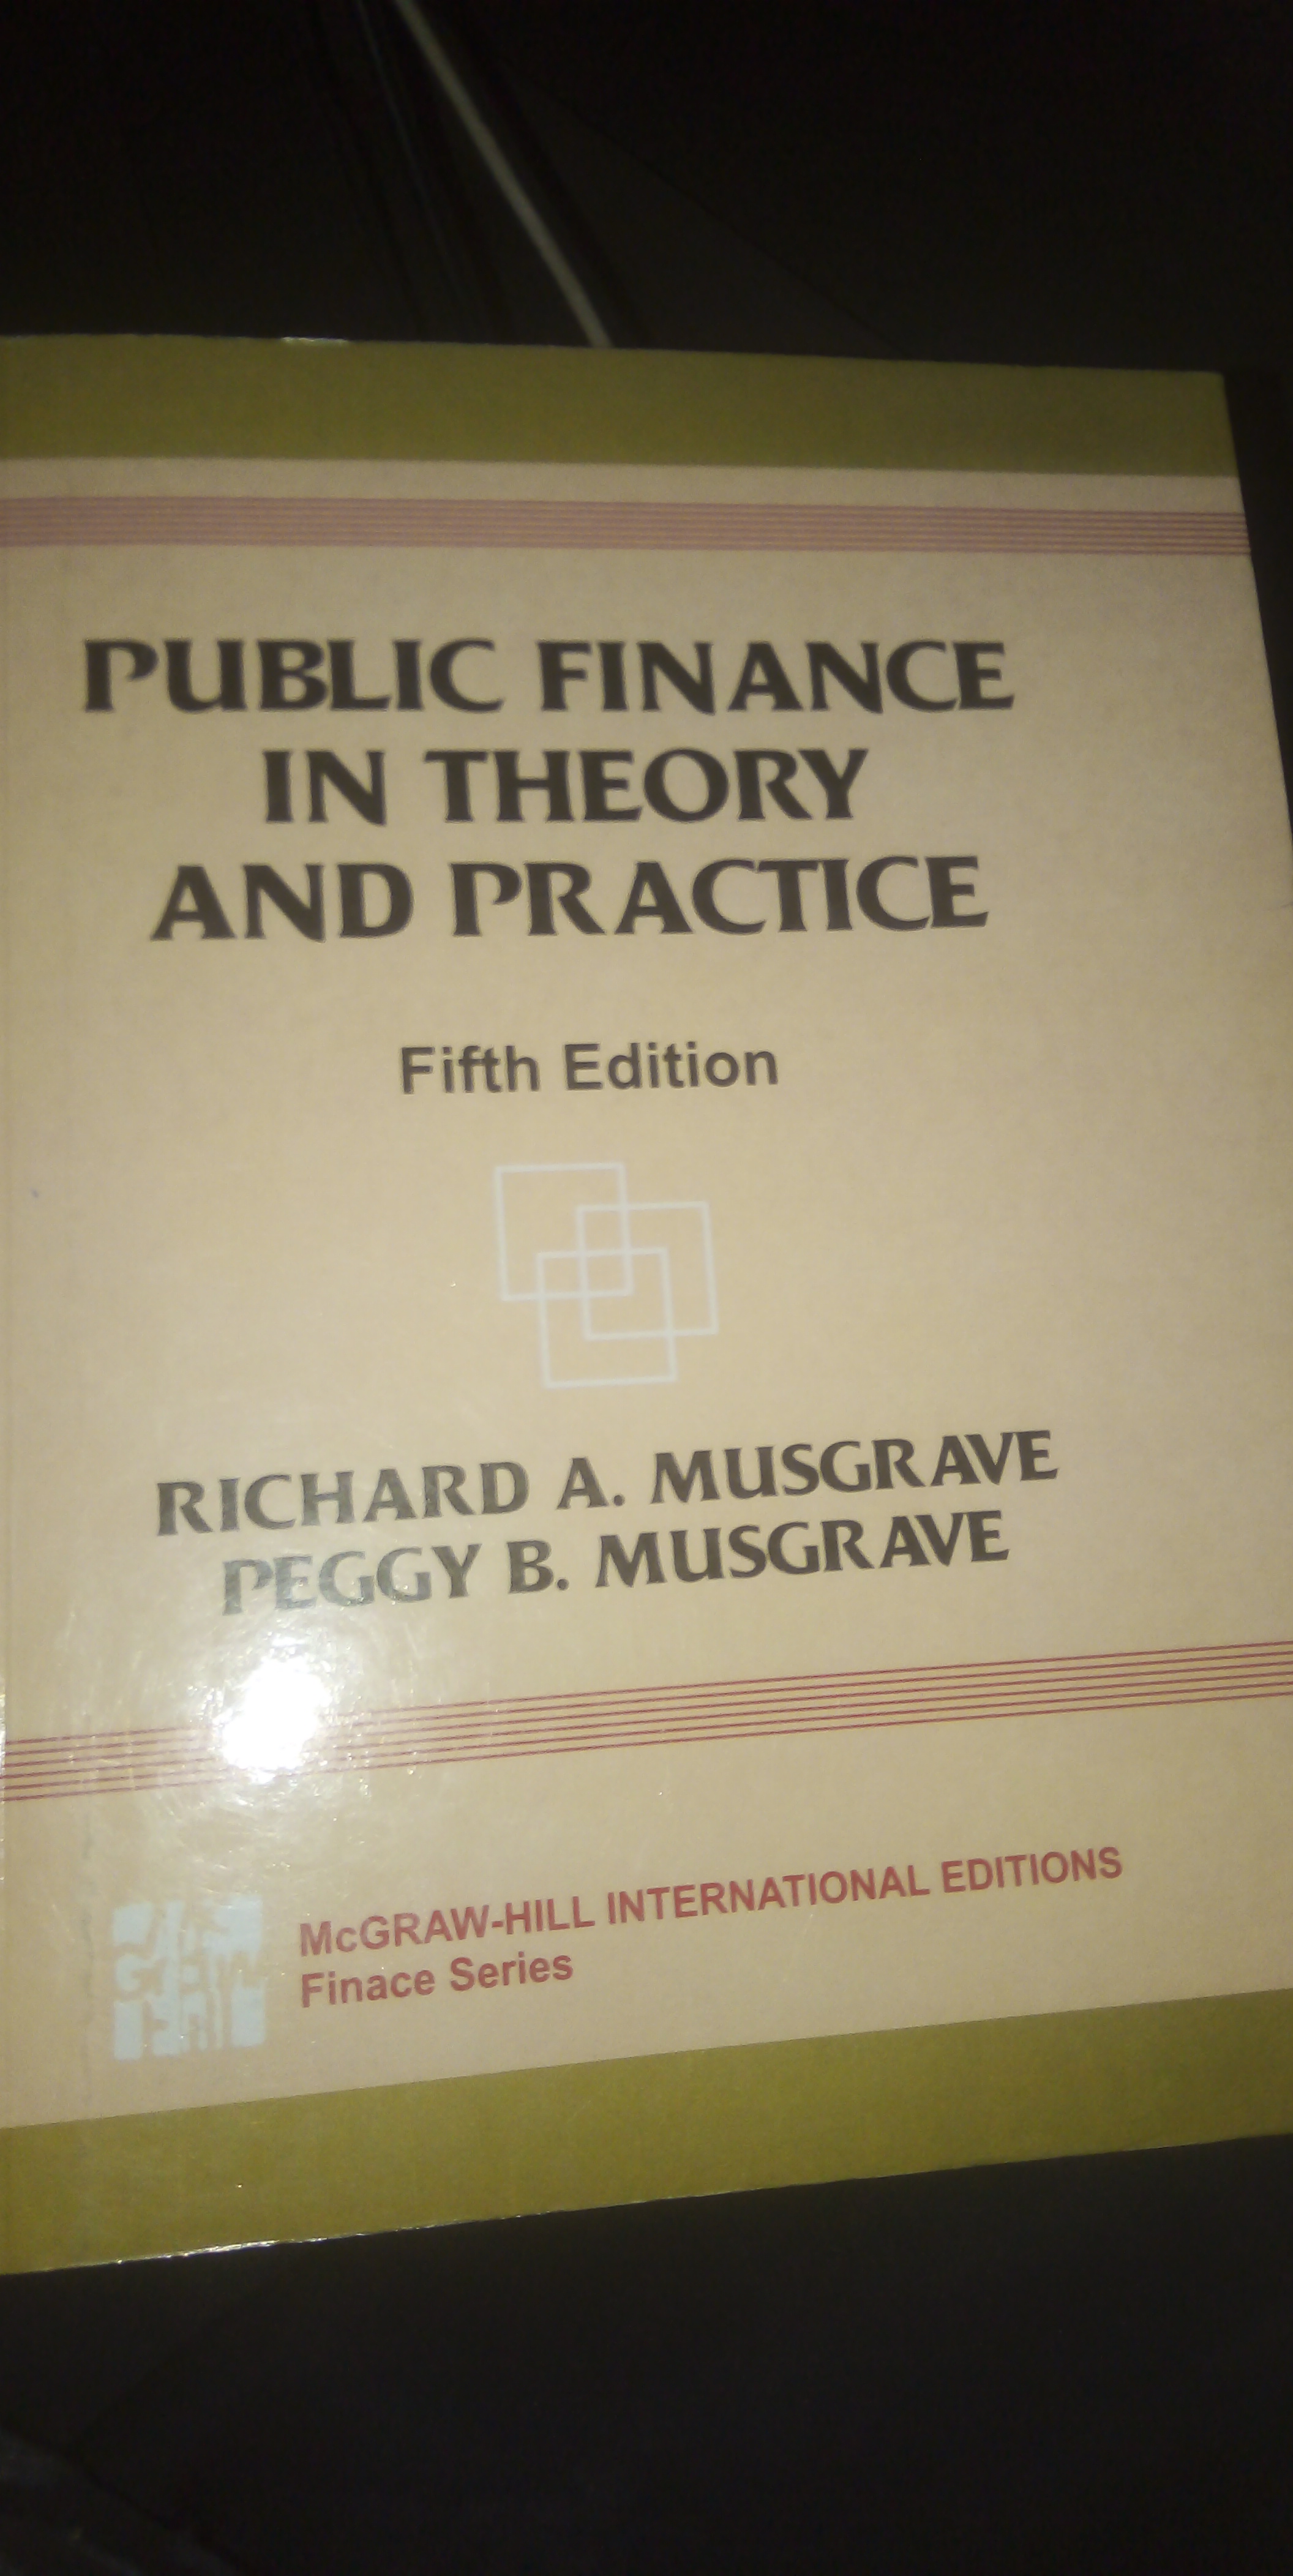 PUBLIC FINANCE
IN THEORY
AND PRACTICE
Fifth Edition
RICHARD A. MUSGRAVE
PEGGY B. MUSGRAVE
McGRAW-HILL INTERNATIONAL EDITIONS
Finace Series